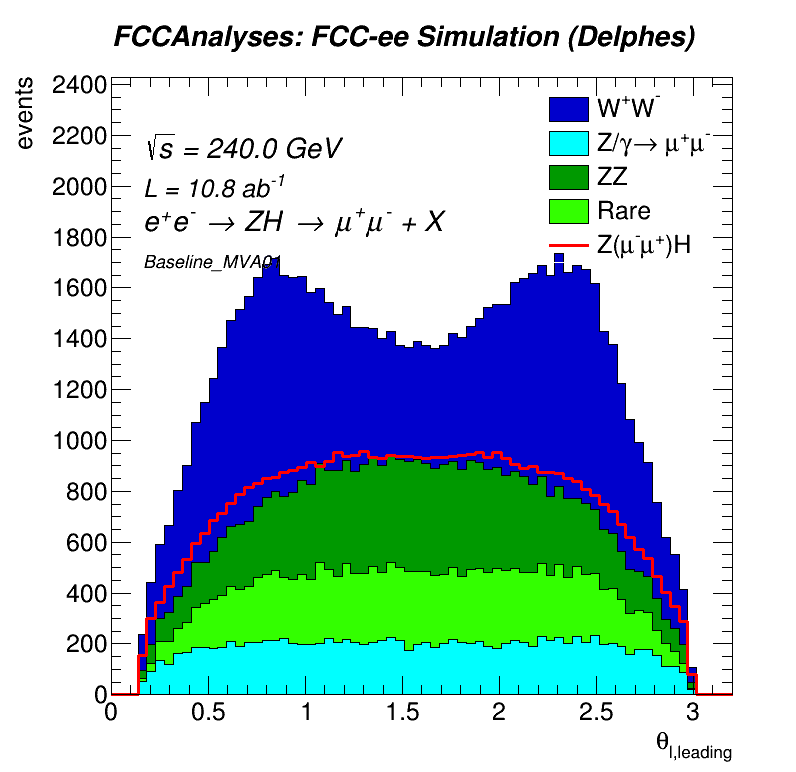 FCCAnalyses: FCC-ee Simulation (Delphes)
events
2400
2200
2000
1800
1600
1400
1200
1000
800
600
400
200
0
√s = 240.0 GeV
L = 10.8 ab⁻¹
e⁺e⁻ → ZH → μ⁺μ⁻ + X
W⁺W⁻
Z/γ→ μ⁺μ⁻
ZZ
Rare
Z(μ⁻μ⁺)H
0 0.5 1 1.5 2 2.5 3
θl,leading